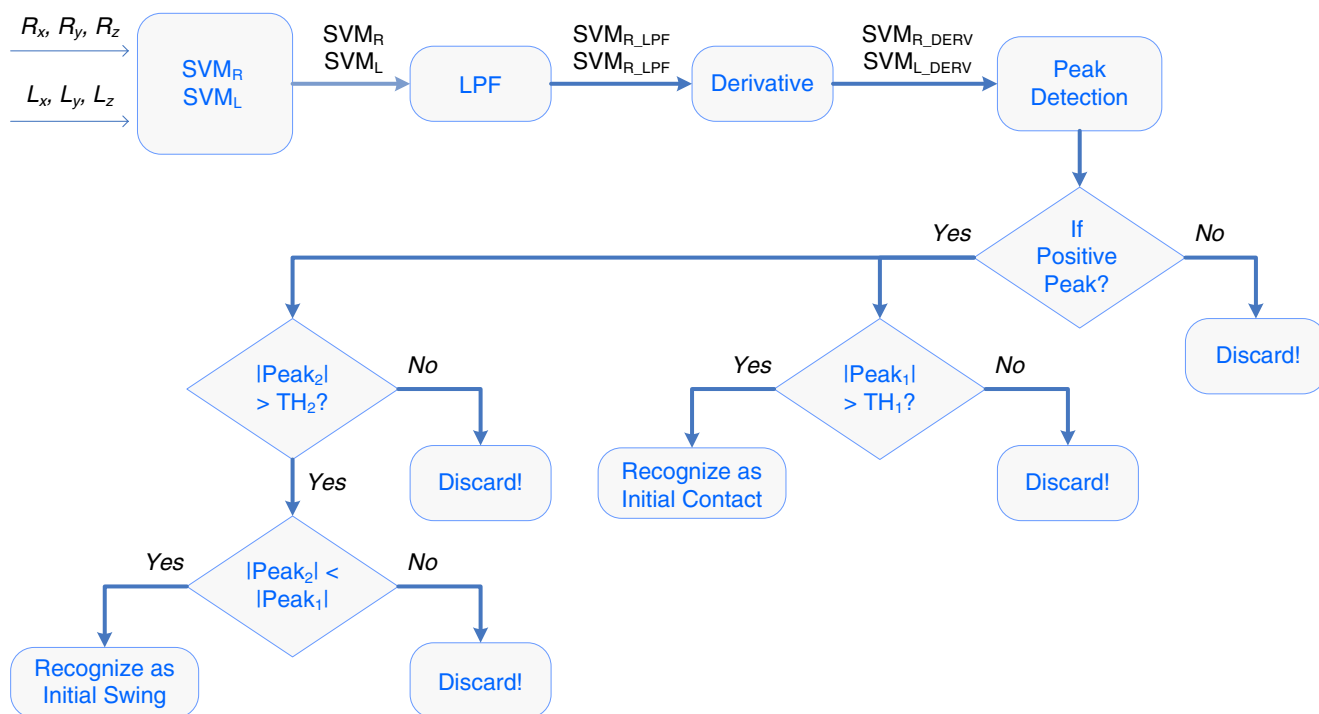 Rx, Ry, Rz
Lx, Ly, Lz
SVMR
SVML
SVMR
SVML
LPF
SVMR_LPF
SVMR_LPF
Derivative
SVMR_DERV
SVML_DERV
Peak
Detection
If
Positive
Peak?
Yes
No
Discard!
|Peak2|
> TH2?
No
Yes
Discard!
|Peak1|
> TH1?
Yes
No
Recognize as
Initial Contact
Discard!
|Peak2| <
|Peak1|
Yes
No
Recognize as
Initial Swing
Discard!